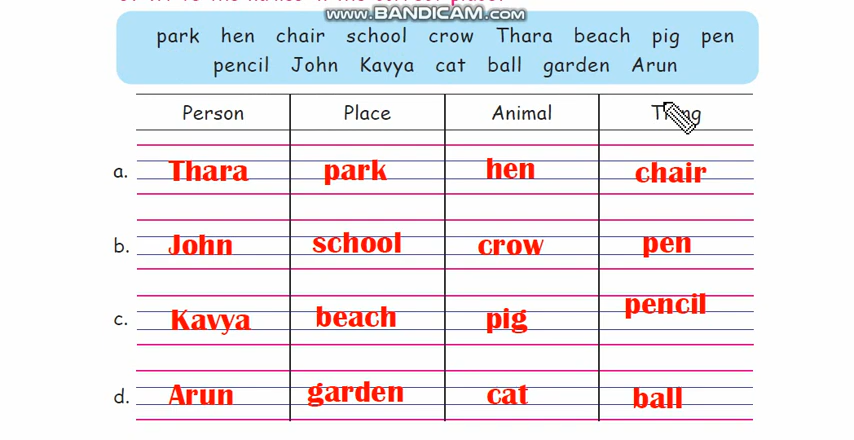 www.BANDICAM.com
park hen chair school crow Thara beach pig pen
pencil John Kavya cat ball garden Arun
Person Place Animal
a. Thara park hen chair
b. John school crow pen
c. Kavya beach pig pencil
d. Arun garden cat ball